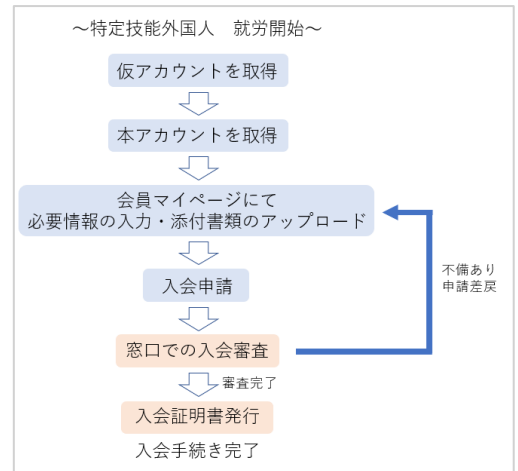 ～特定技能外国人　就労開始～
仮アカウントを取得
本アカウントを取得
会員マイページにて
必要情報の入力・添付書類のアップロード
入会申請
不備あり
申請差戻
窓口での入会審査
審査完了
入会証明書発行
入会手続き完了